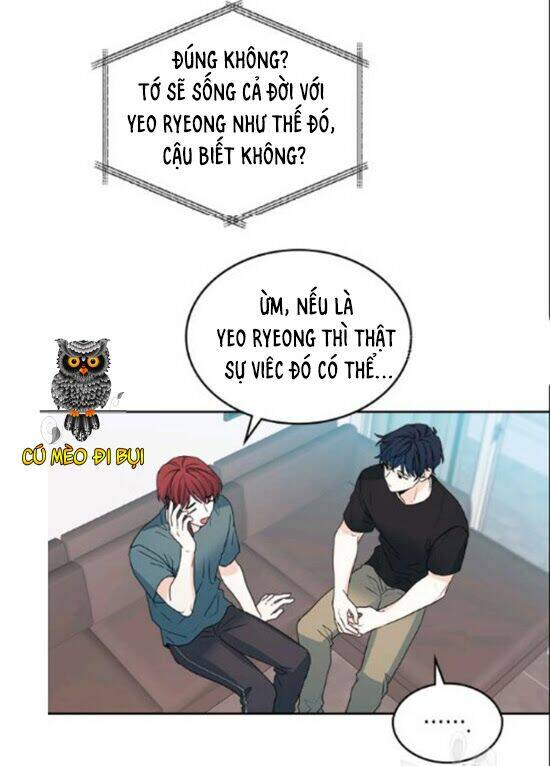 ĐÚNG KHÔNG?
TỚ SẼ SỐNG CẢ ĐỜI VỚI
YEO RYEONG NHƯ THẾ ĐÓ,
CẬU BIẾT KHÔNG?
ỪM, NẾU LÀ
YEO RYEONG THÌ THẬT
SỰ VIỆC ĐÓ CÓ THỂ...
CÚ MÈO ĐI BỤI
.......